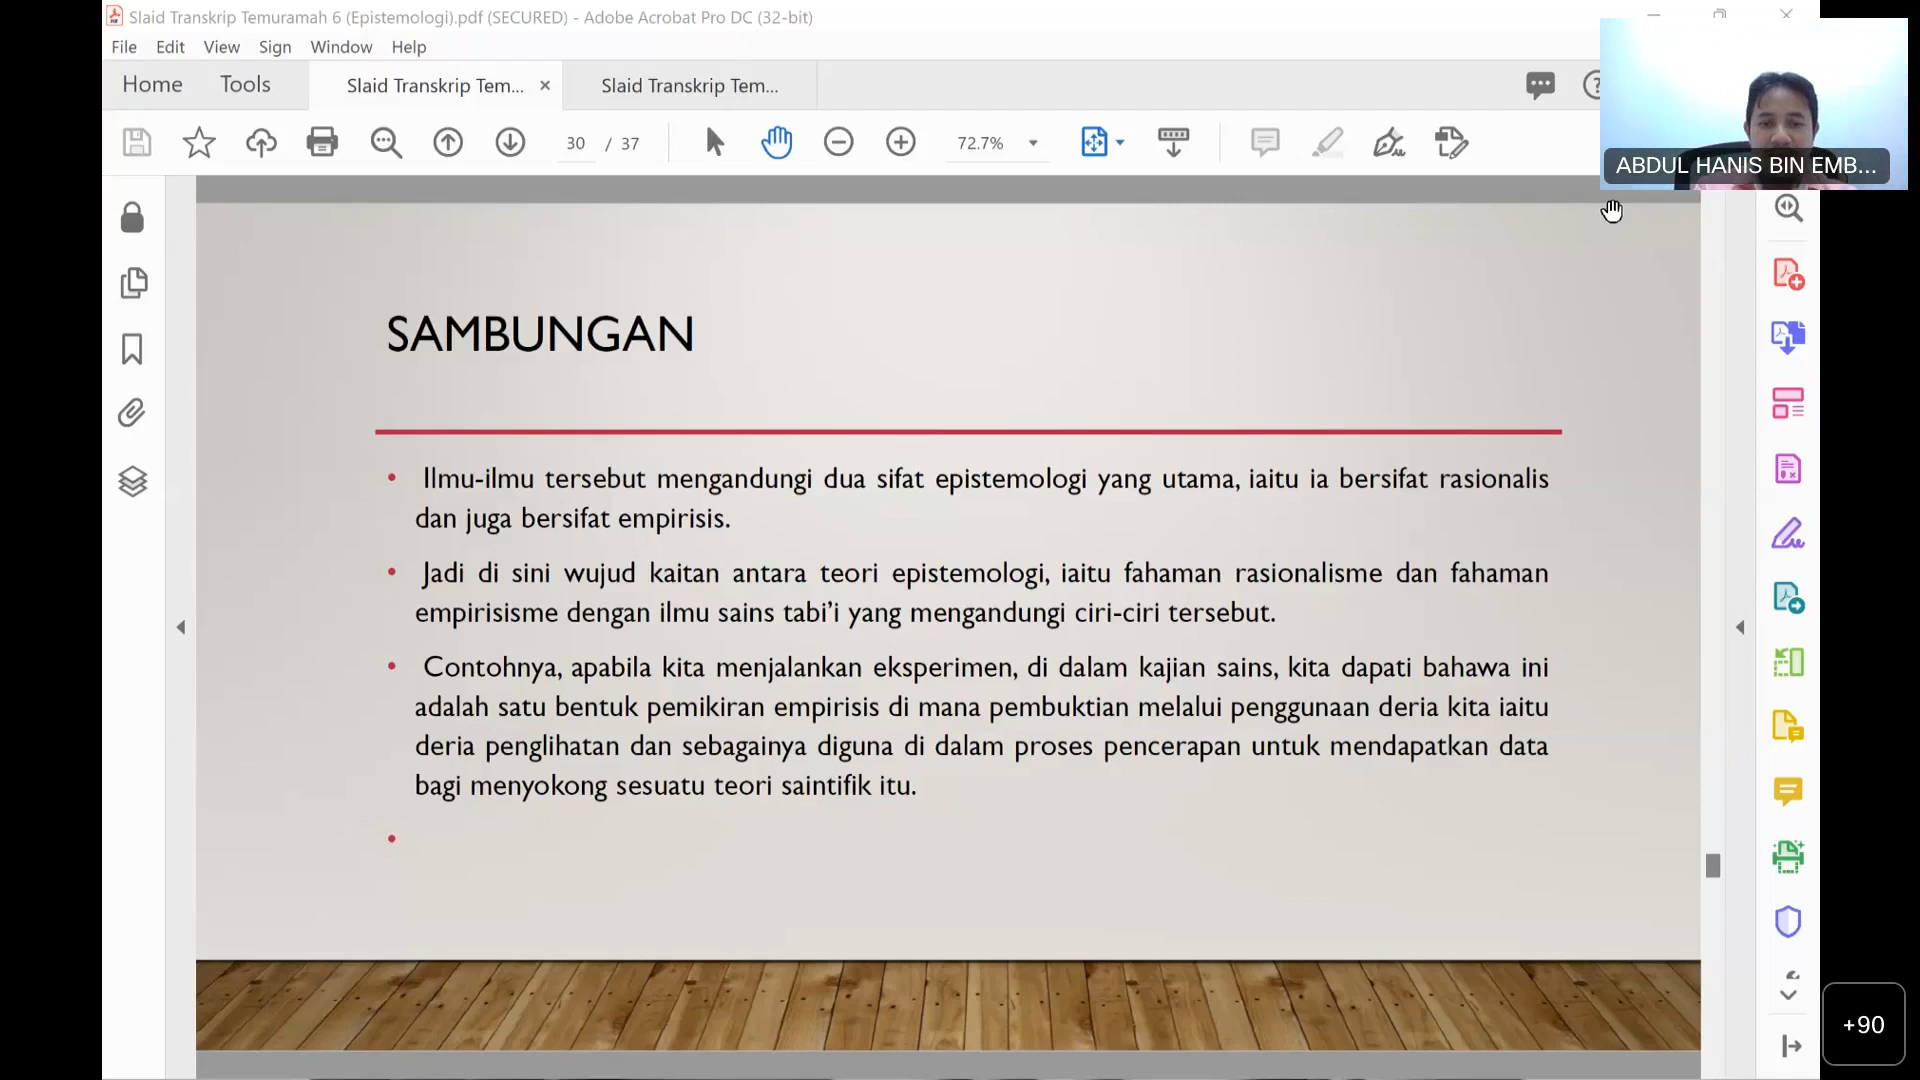 Slaid Transkrip Temuramah 6 (Epistemologi).pdf (SECURED) - Adobe Acrobat Pro DC (32-bit)
File Edit View Sign Window Help
Home Tools Slaid Transkrip Tem... × Slaid Transkrip Tem...
30 / 37 72.7%
ABDUL HANIS BIN EMB...
SAMBUNGAN
• Ilmu-ilmu tersebut mengandungi dua sifat epistemologi yang utama, iaitu ia bersifat rasionalis
dan juga bersifat empirisis.
• Jadi di sini wujud kaitan antara teori epistemologi, iaitu fahaman rasionalisme dan fahaman
empirisisme dengan ilmu sains tabi’i yang mengandungi ciri-ciri tersebut.
• Contohnya, apabila kita menjalankan eksperimen, di dalam kajian sains, kita dapati bahawa ini
adalah satu bentuk pemikiran empirisis di mana pembuktian melalui penggunaan deria kita iaitu
deria penglihatan dan sebagainya diguna di dalam proses pencerapan untuk mendapatkan data
bagi menyokong sesuatu teori saintifik itu.
•
+90